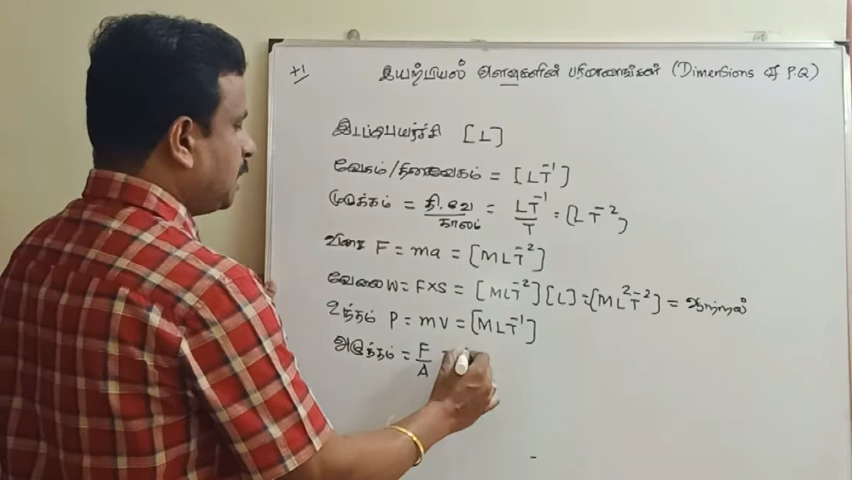 +1 இயற்பியல் அளவுகளின் பரிமாணங்கள் (Dimensions of P.Q)
இடப்பெயர்ச்சி [L]
வேகம்/திசைவேகம் = [LT⁻¹]
முடுக்கம் = தி.வே/காலம் = LT⁻¹/T = [LT⁻²]
விசை F = ma = [MLT⁻²]
வேலை W = F×S = [MLT⁻²][L] = [ML²T⁻²] = ஆற்றல்
உந்தம் P = mv = [MLT⁻¹]
அழுத்தம் = F/A =